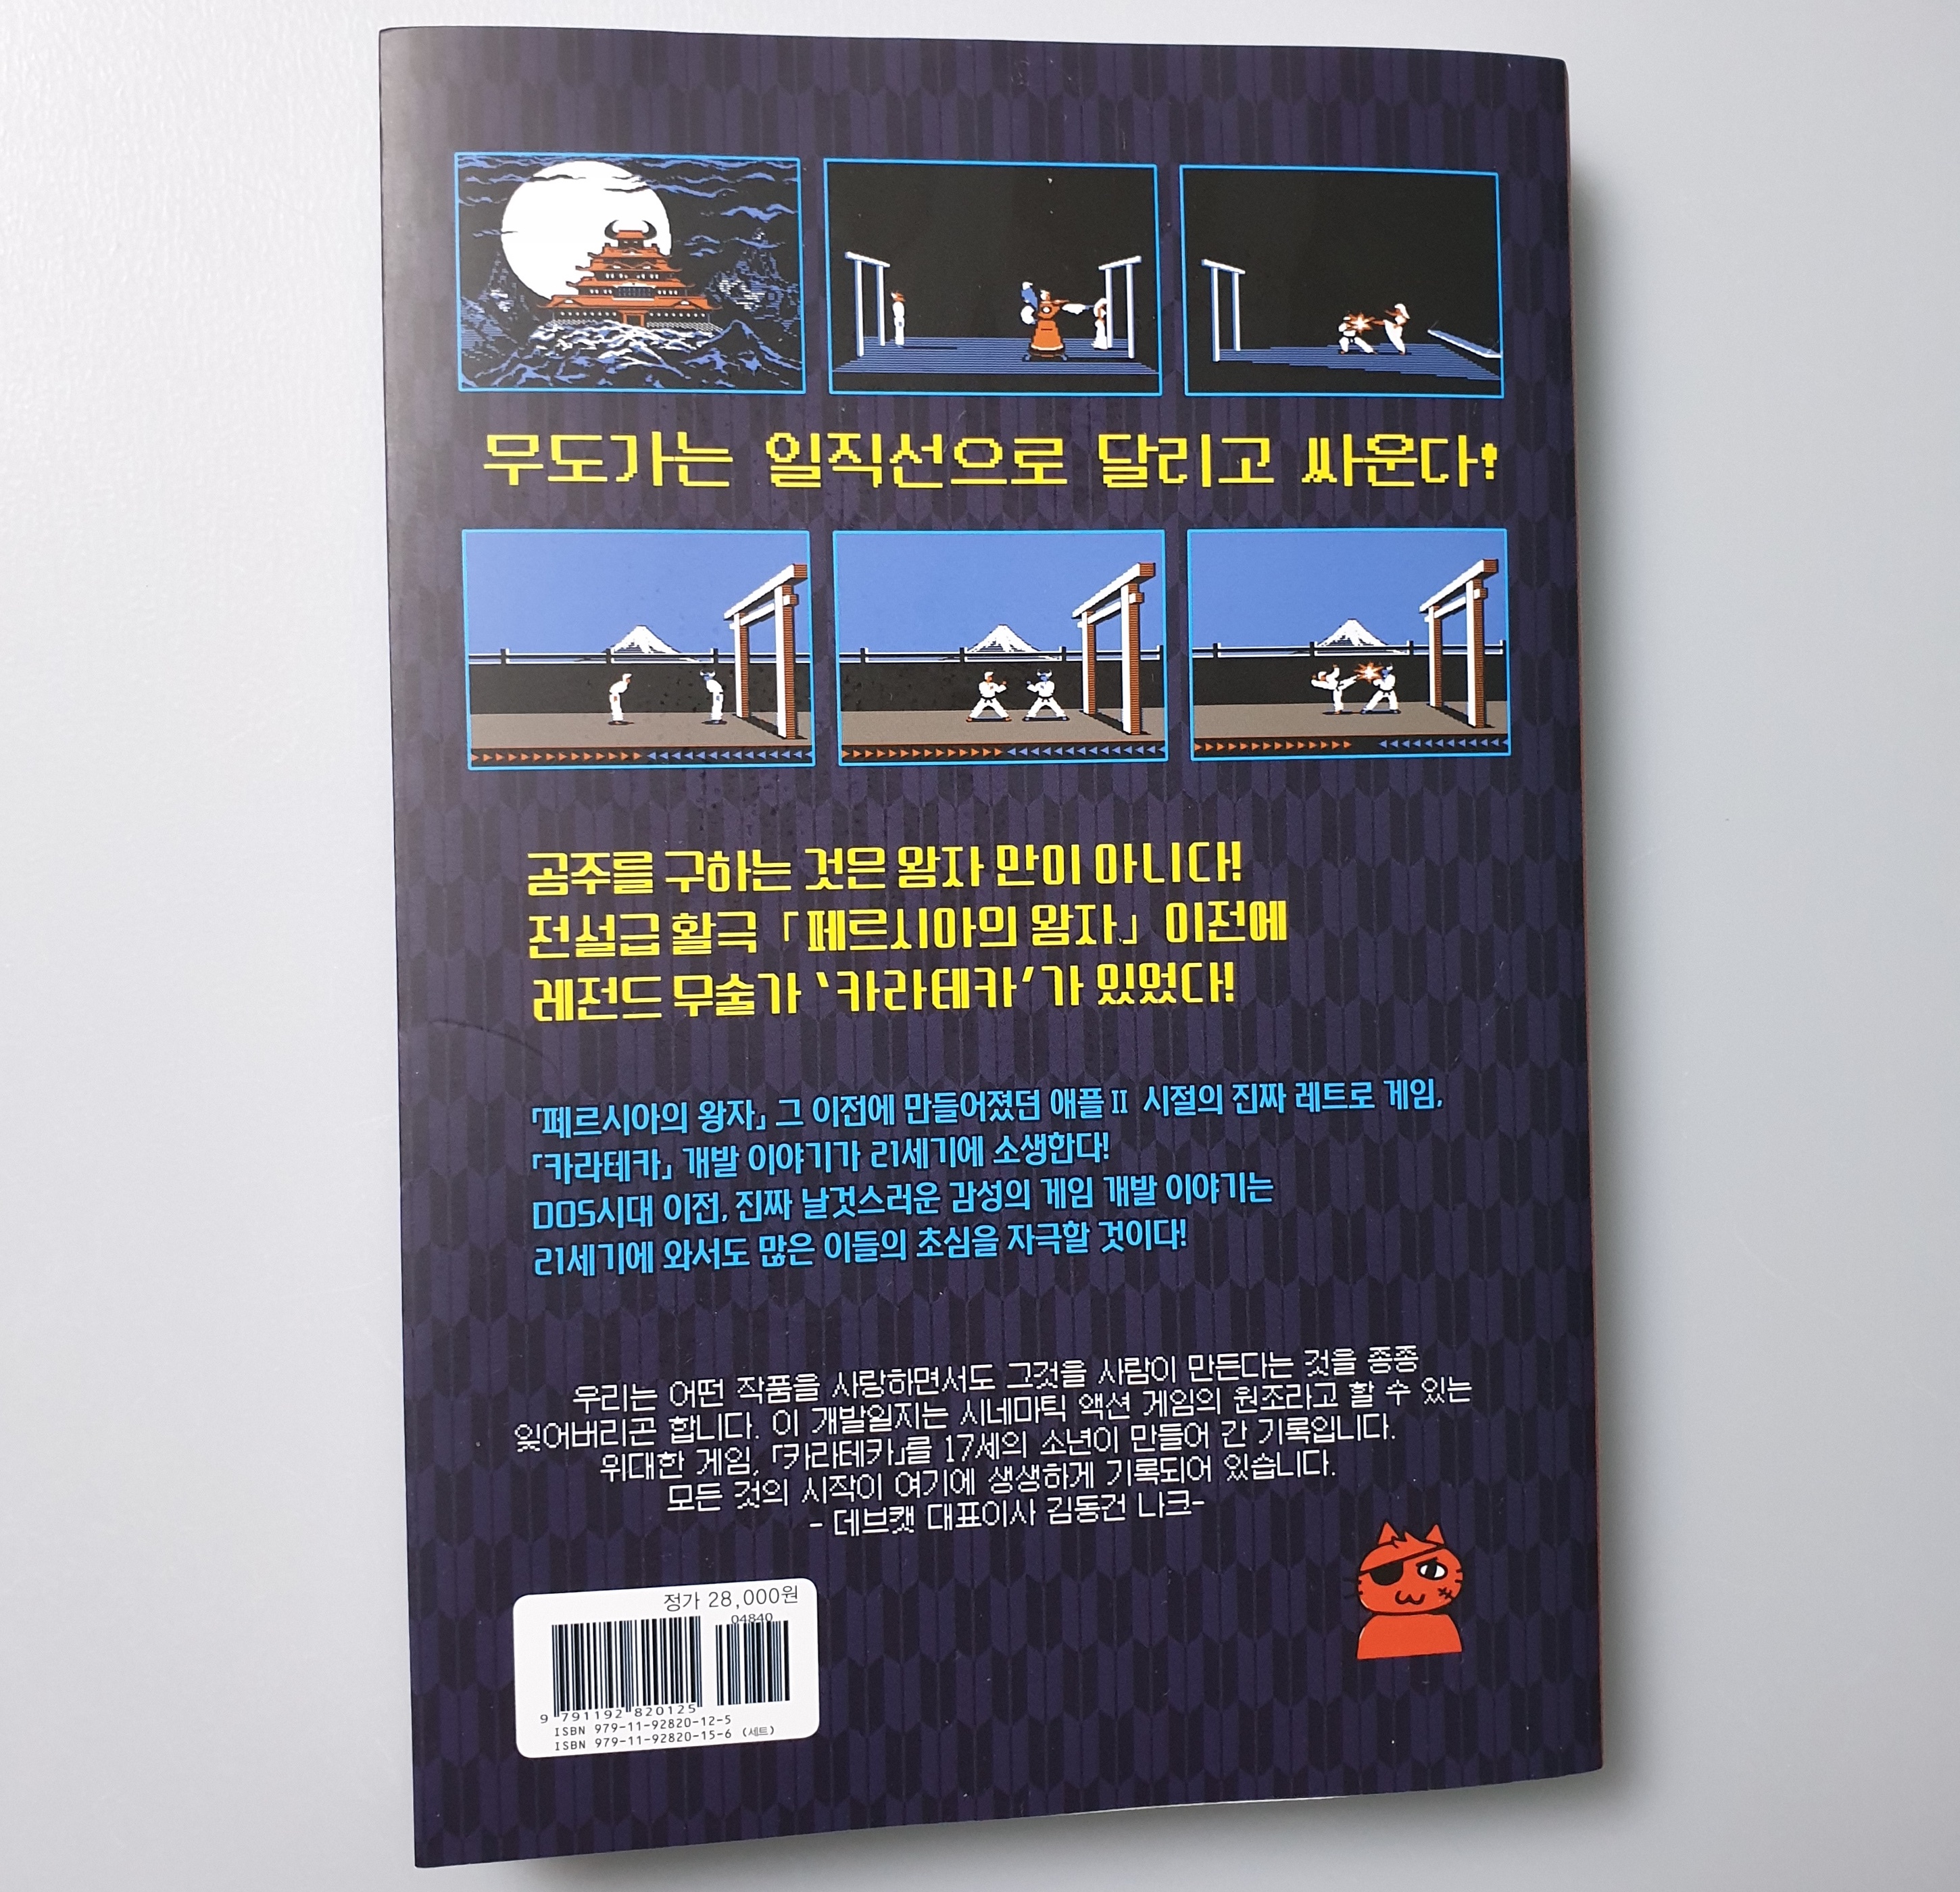 무도가는 일직선으로 달리고 싸운다!
공주를 구하는 것은 왕자 만이 아니다!
전설급 활극 「페르시아의 왕자」 이전에
레전드 무술가 ‘카라테카’가 있었다!
「페르시아의 왕자」 그 이전에 만들어졌던 애플II 시절의 진짜 레트로 게임,
「카라테카」 개발 이야기가 21세기에 소생한다!
DOS시대 이전, 진짜 날것스러운 감성의 게임 개발 이야기는
21세기에 와서도 많은 이들의 초심을 자극할 것이다!
우리는 어떤 작품을 사랑하면서도 그것을 사람이 만든다는 것을 종종
잊어버리곤 합니다. 이 개발일지는 시네마틱 액션 게임의 원조라고 할 수 있는
위대한 게임, 「카라테카」를 17세의 소년이 만들어 간 기록입니다.
모든 것의 시작이 여기에 생생하게 기록되어 있습니다.
- 데브캣 대표이사 김동건 나크-
정가 28,000원
04840
9 791192 820125
ISBN 979-11-92820-12-5
ISBN 979-11-92820-15-6 (세트)